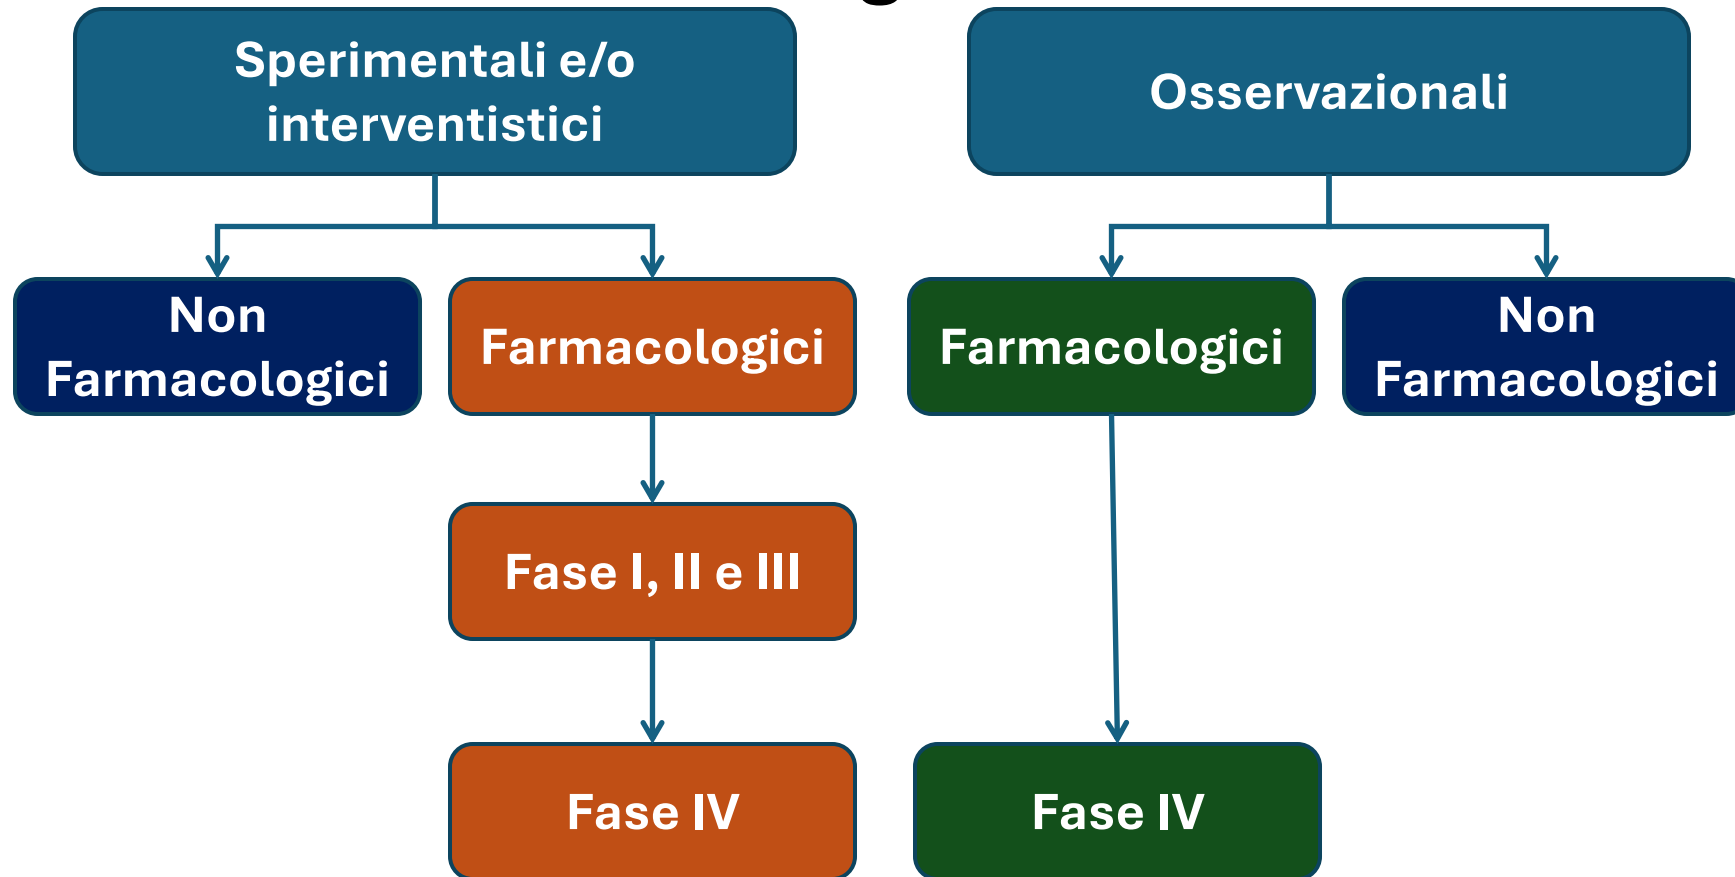 Sperimentali e/o
interventistici
Osservazionali
Non
Farmacologici
Farmacologici
Farmacologici
Non
Farmacologici
Fase I, II e III
Fase IV
Fase IV